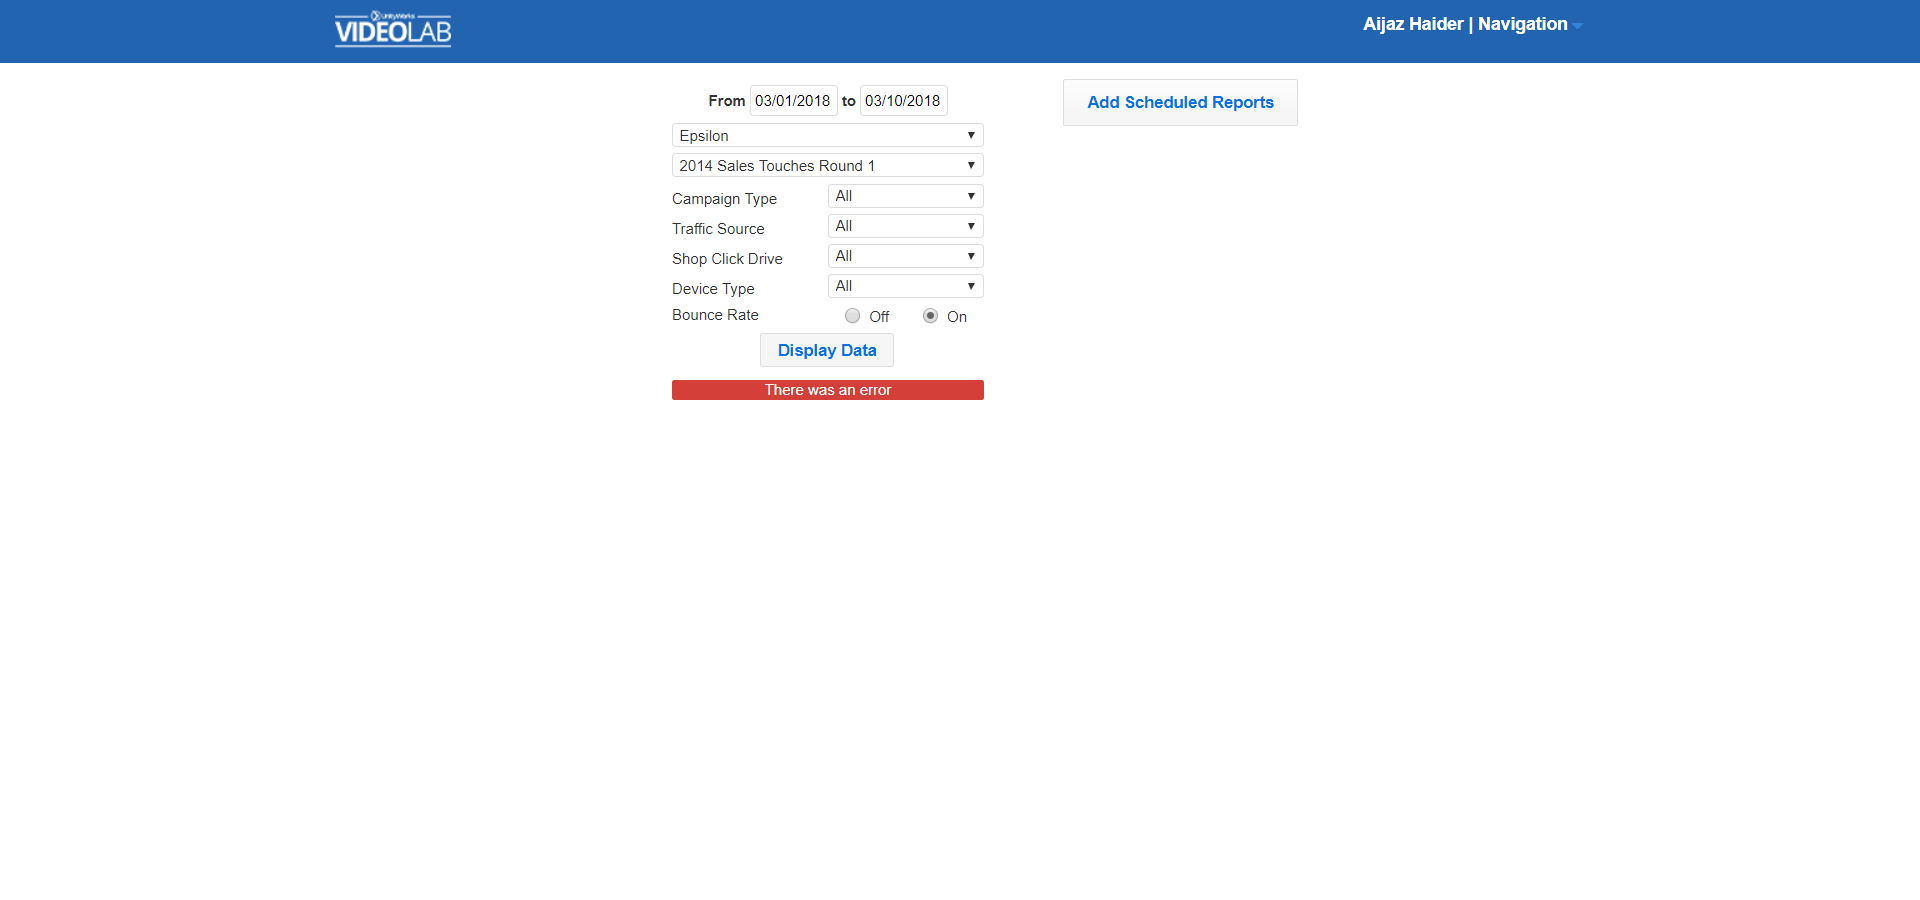 UnityWorks
VIDEOLAB
Aijaz Haider | Navigation
From 03/01/2018 to 03/10/2018
Add Scheduled Reports
Epsilon
2014 Sales Touches Round 1
Campaign Type All
Traffic Source All
Shop Click Drive All
Device Type All
Bounce Rate Off On
Display Data
There was an error